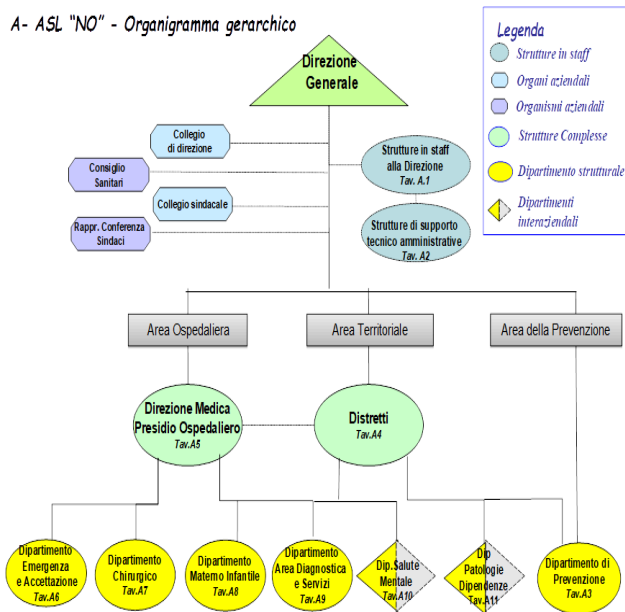 A- ASL "NO" - Organigramma gerarchico
Direzione
Generale
Legenda
Strutture in staff
Organi aziendali
Organismi aziendali
Strutture Complesse
Dipartimento strutturale
Dipartimenti
interaziendali
Collegio
di direzione
Consiglio
Sanitari
Collegio sindacale
Rappr. Conferenza
Sindaci
Strutture in staff
alla Direzione
Tav. A.1
Strutture di supporto
tecnico amministrative
Tav. A2
Area Ospedaliera
Area Territoriale
Area della Prevenzione
Direzione Medica
Presidio Ospedaliero
Tav.A5
Distretti
Tav.A4
Dipartimento
Emergenza
e Accettazione
Tav.A6
Dipartimento
Chirurgico
Tav.A7
Dipartimento
Materno Infantile
Tav.A8
Dipartimento
Area Diagnostica
e Servizi
Tav.A9
Dip.Salute
Mentale
Tav.A10
Dip
Patologie
Dipendenze
Tav.A11
Dipartimento di
Prevenzione
Tav.A3